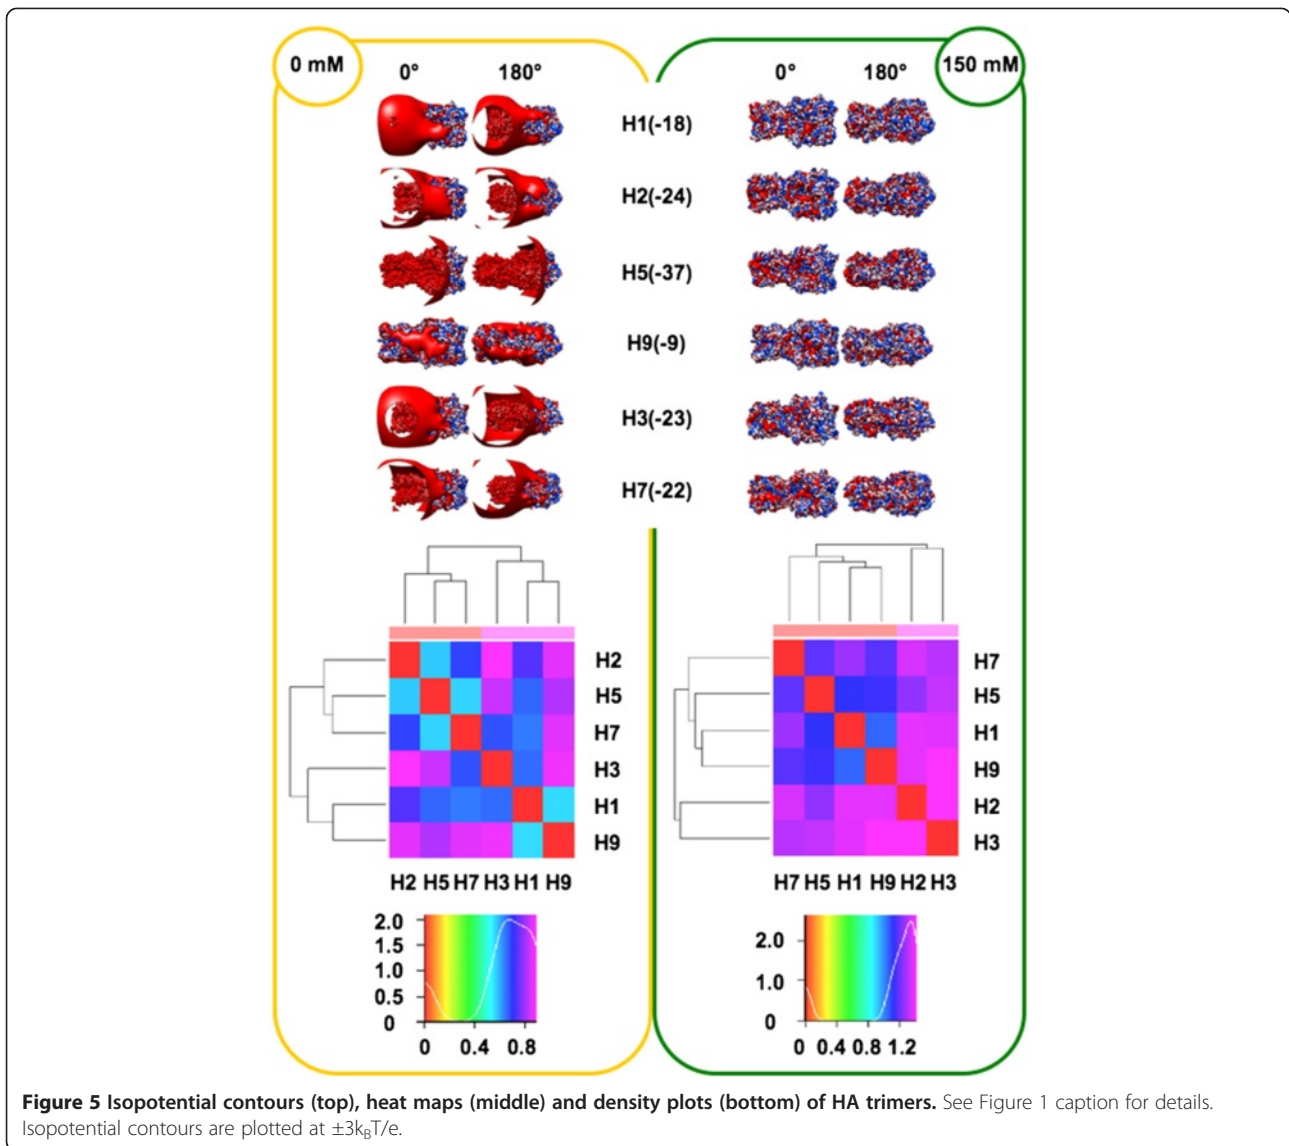 0 mM
150 mM
0° 180°
0° 180°
H1(-18)
H2(-24)
H5(-37)
H9(-9)
H3(-23)
H7(-22)
H2
H5
H7
H3
H1
H9
H2 H5 H7 H3 H1 H9
H7
H5
H1
H9
H2
H3
H7 H5 H1 H9 H2 H3
2.0
1.5
1.0
0.5
0
0 0.4 0.8
2.0
1.0
0
0 0.4 0.8 1.2
Figure 5 Isopotential contours (top), heat maps (middle) and density plots (bottom) of HA trimers. See Figure 1 caption for details.
Isopotential contours are plotted at ±3k_BT/e.